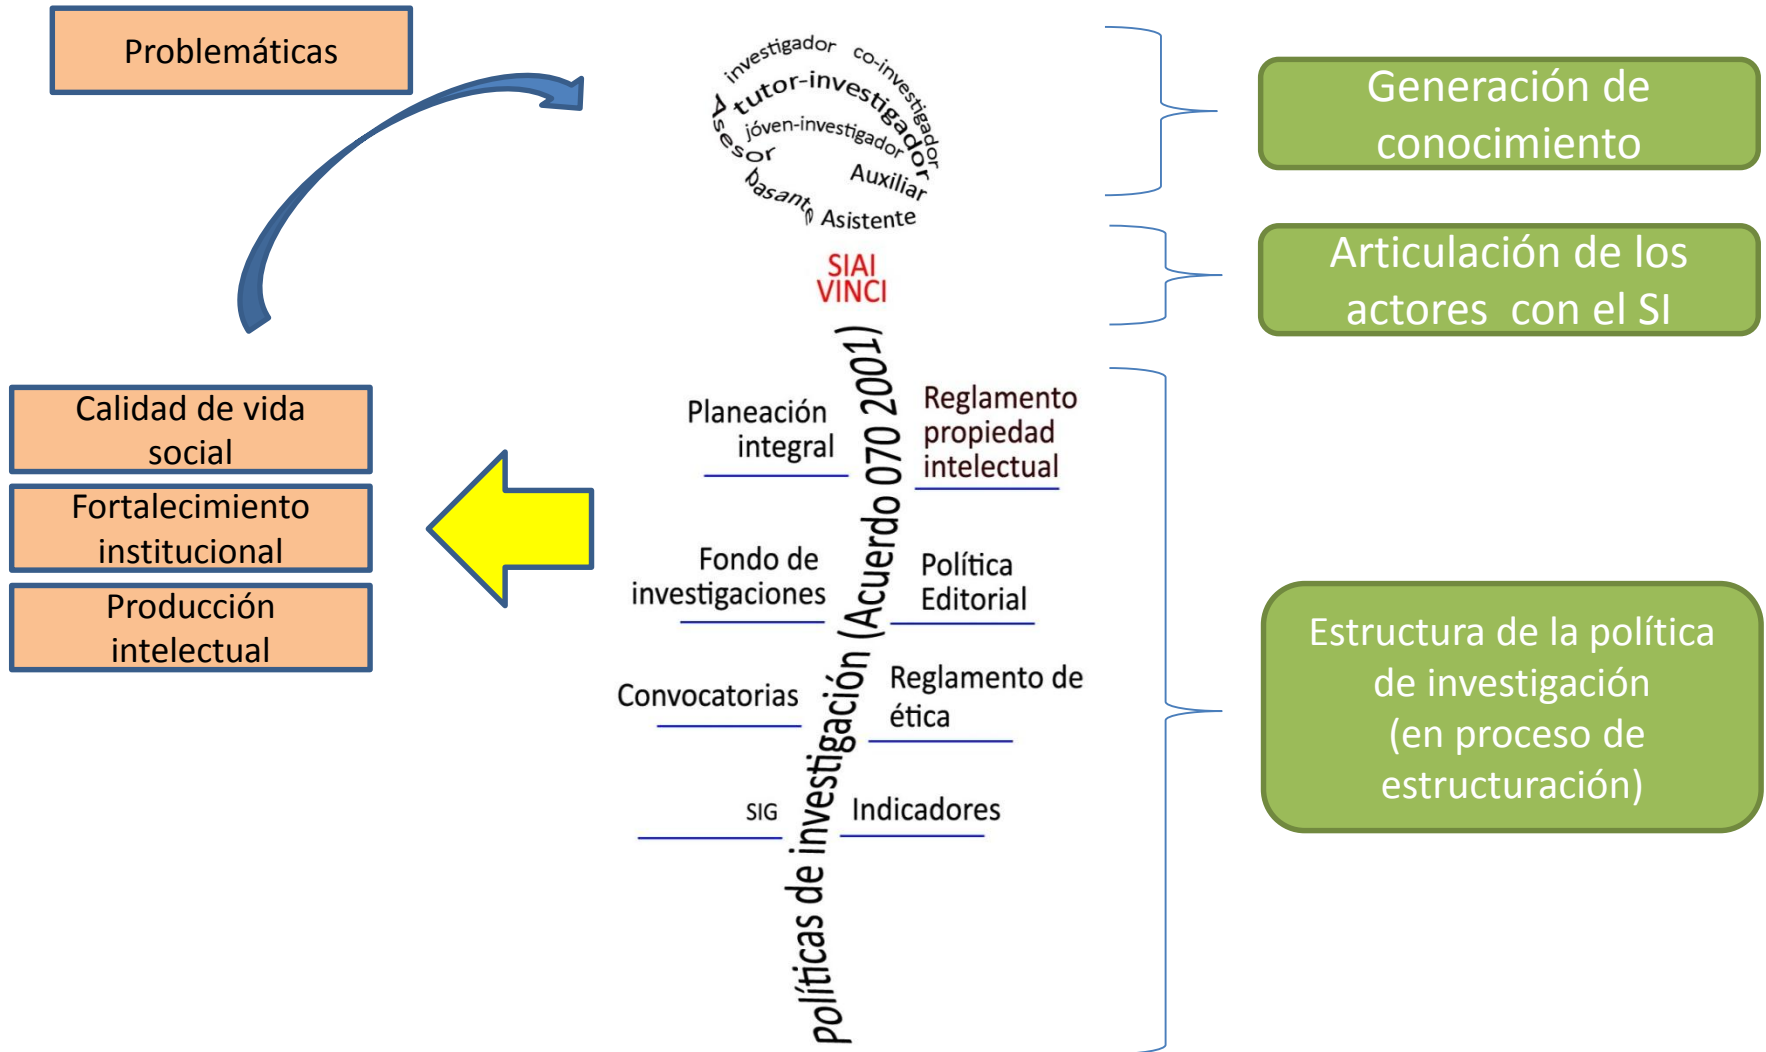 Problemáticas
investigador
co-investigador
tutor-investigador
Asesor
jóven-investigador
Auxiliar
pasante
Asistente
SIAI
VINCI
políticas de investigación (Acuerdo 070 2001)
Planeación
integral
Reglamento
propiedad
intelectual
Fondo de
investigaciones
Política
Editorial
Convocatorias
Reglamento de
ética
SIG
Indicadores
Calidad de vida
social
Fortalecimiento
institucional
Producción
intelectual
Generación de
conocimiento
Articulación de los
actores con el SI
Estructura de la política
de investigación
(en proceso de
estructuración)